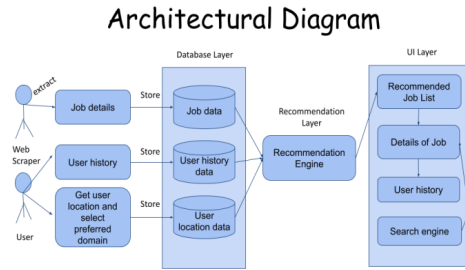 Architectural Diagram
Database Layer
UI Layer
extract
Job details
Store
Job data
Recommendation
Layer
Recommended
Job List
Web
Scraper
User history
Store
User history
data
Recommendation
Engine
Details of Job
Get user
location and
select
preferred
domain
Store
User
location data
User history
User
Search engine